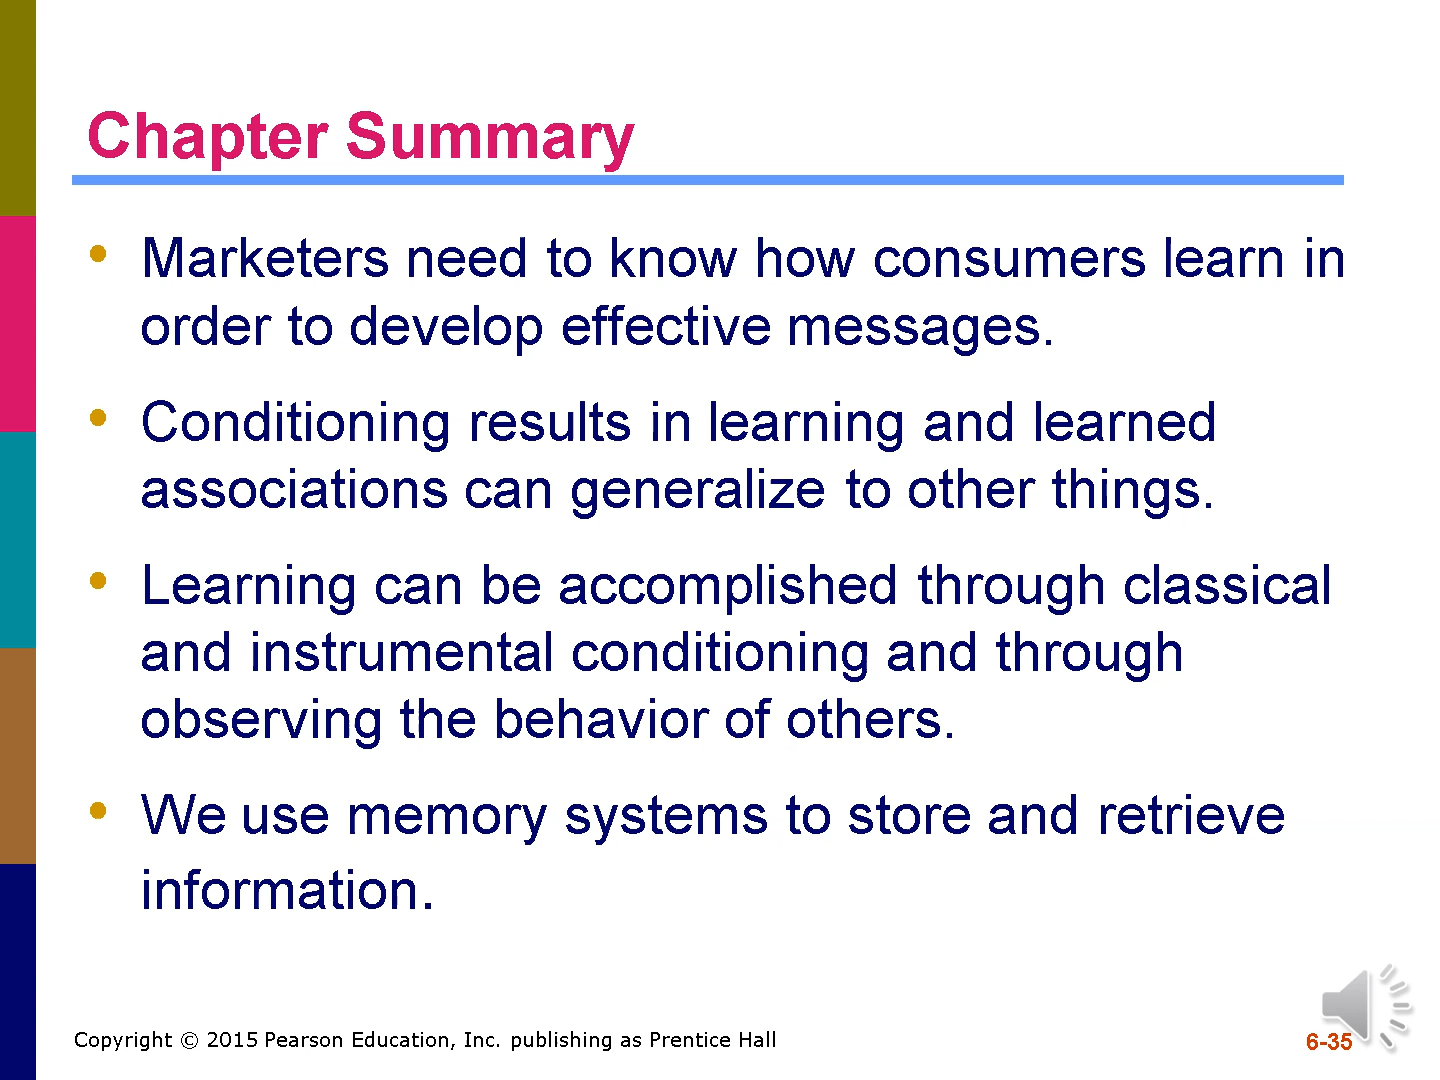 Chapter Summary
• Marketers need to know how consumers learn in
order to develop effective messages.
• Conditioning results in learning and learned
associations can generalize to other things.
• Learning can be accomplished through classical
and instrumental conditioning and through
observing the behavior of others.
• We use memory systems to store and retrieve
information.
Copyright © 2015 Pearson Education, Inc. publishing as Prentice Hall
6-35